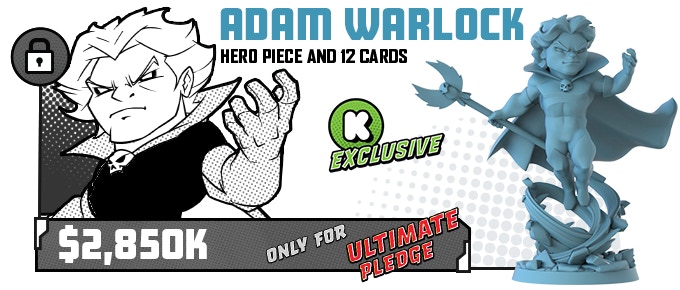 ADAM WARLOCK
HERO PIECE AND 12 CARDS
K
EXCLUSIVE
$2,850K
ONLY FOR
ULTIMATE
PLEDGE